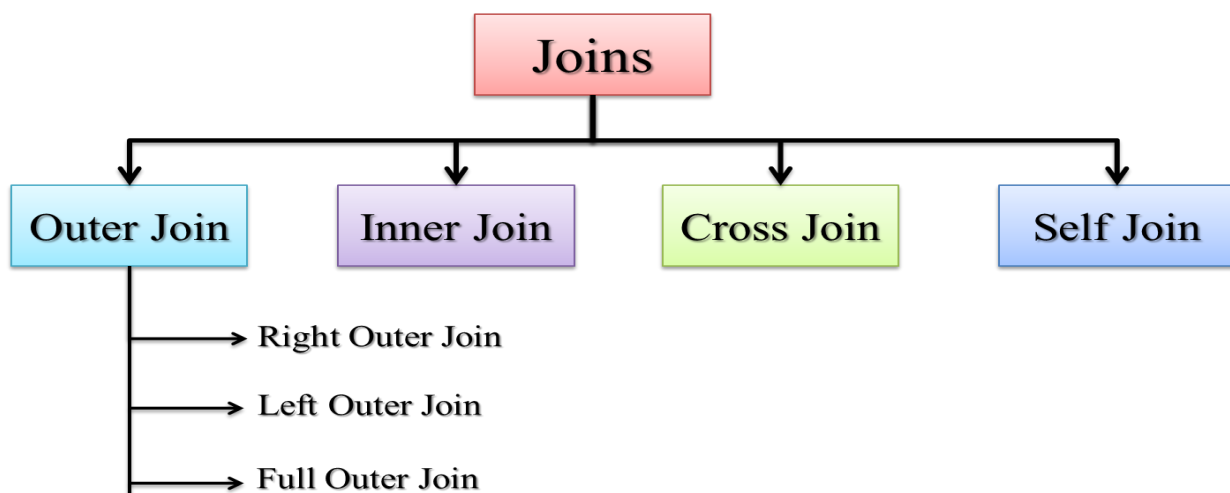 Joins
Outer Join
Inner Join
Cross Join
Self Join
Right Outer Join
Left Outer Join
Full Outer Join